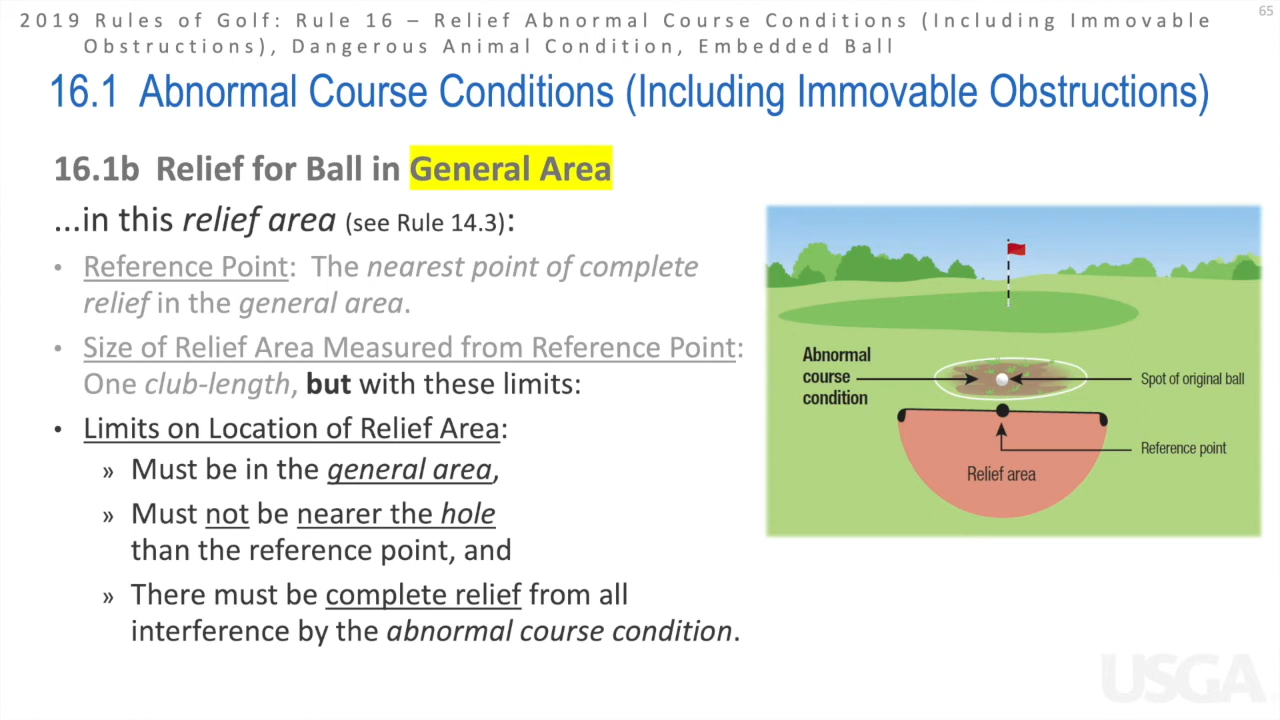 65
2019 Rules of Golf: Rule 16 – Relief Abnormal Course Conditions (Including Immovable
Obstructions), Dangerous Animal Condition, Embedded Ball
16.1 Abnormal Course Conditions (Including Immovable Obstructions)
16.1b Relief for Ball in General Area
...in this relief area (see Rule 14.3):
• Reference Point: The nearest point of complete
relief in the general area.
• Size of Relief Area Measured from Reference Point:
One club-length, but with these limits:
• Limits on Location of Relief Area:
» Must be in the general area,
» Must not be nearer the hole
than the reference point, and
» There must be complete relief from all
interference by the abnormal course condition.
Abnormal
course
condition
Spot of original ball
Reference point
Relief area
USGA